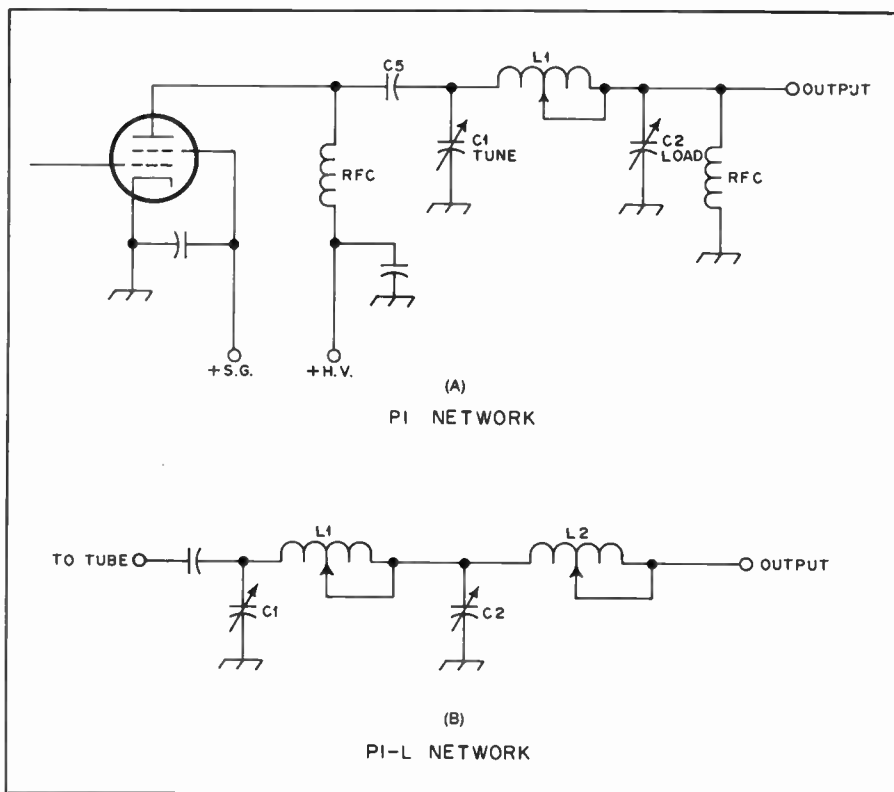 C5
L1
OUTPUT
C1
TUNE
C2
LOAD
RFC
RFC
+S.G.
+H.V.
(A)
PI NETWORK
L1
L2
TO TUBE
OUTPUT
C1
C2
(B)
PI-L NETWORK